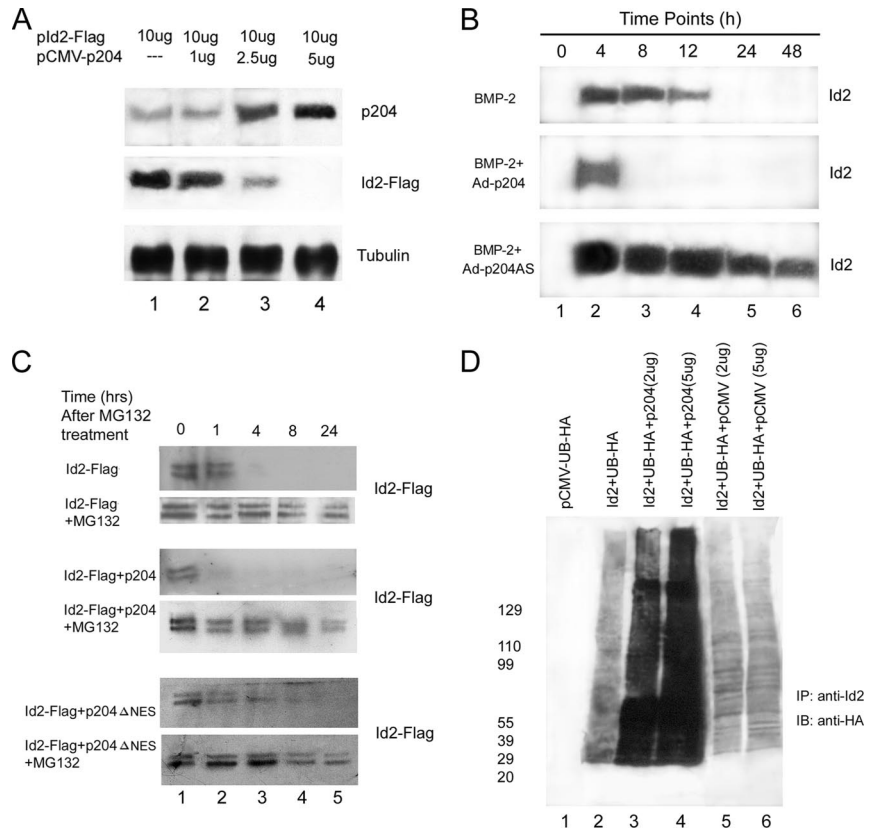 A
pId2-Flag 10ug 10ug 10ug 10ug
pCMV-p204 --- 1ug 2.5ug 5ug
p204
Id2-Flag
Tubulin
1 2 3 4
B
Time Points (h)
0 4 8 12 24 48
BMP-2 Id2
BMP-2+
Ad-p204
Id2
BMP-2+
Ad-p204AS
Id2
1 2 3 4 5 6
C
Time (hrs)
After MG132
treatment
0 1 4 8 24
Id2-Flag
Id2-Flag
+MG132
Id2-Flag
Id2-Flag+p204
Id2-Flag+p204
+MG132
Id2-Flag
Id2-Flag+p204 △NES
Id2-Flag+p204 △NES
+MG132
Id2-Flag
1 2 3 4 5
D
pCMV-UB-HA
Id2+UB-HA
Id2+UB-HA+p204(2ug)
Id2+UB-HA+p204(5ug)
Id2+UB-HA+pCMV (2ug)
Id2+UB-HA+pCMV (5ug)
129
110
99
55
39
29
20
IP: anti-Id2
IB: anti-HA
1 2 3 4 5 6